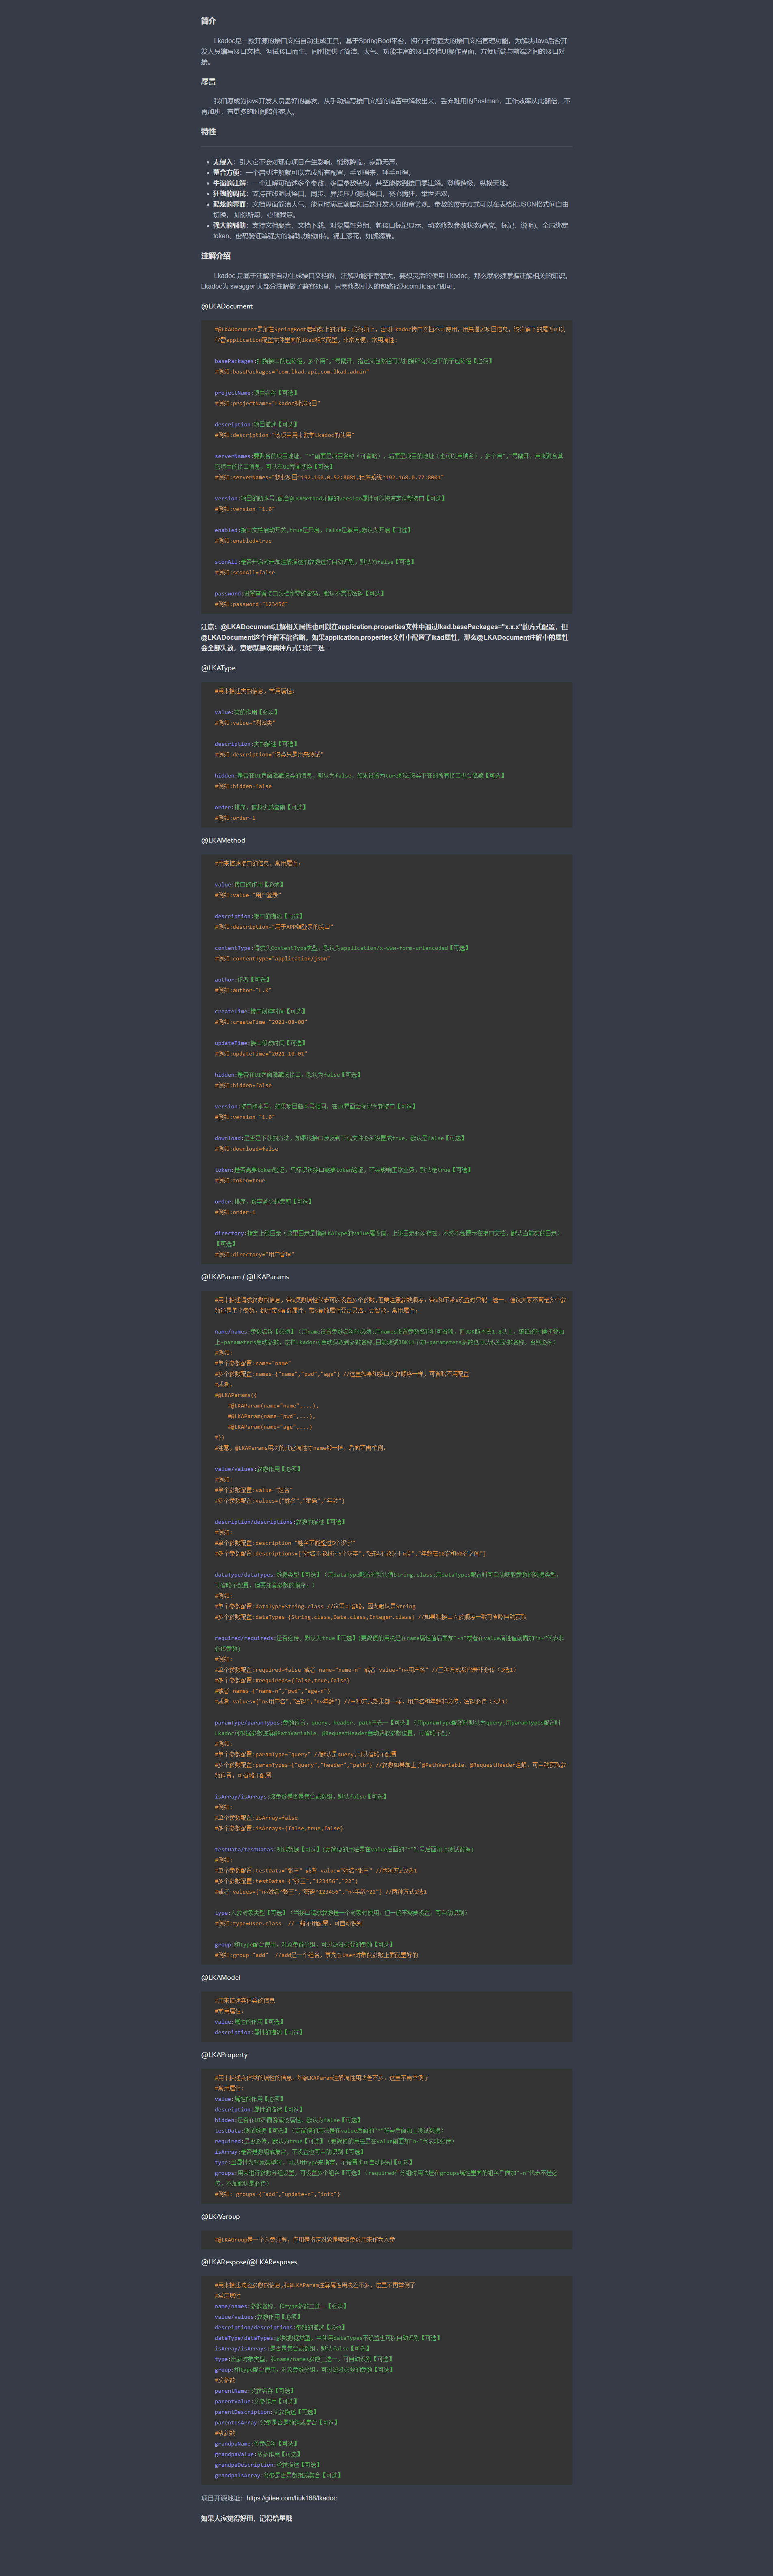 简介
Lkadoc是一款开源的接口文档自动生成工具，基于SpringBoot平台，拥有非常强大的接口文档管理功能。为解决Java后台开
发人员编写接口文档，调试接口而生。同时提供了简洁、大气、功能丰富的接口文档UI操作界面，方便后端与前端之间的接口对
接。
愿景
我们愿成为java开发人员最好的基友，从手动编写接口文档的痛苦中解救出来，丢弃难用的Postman，工作效率从此翻倍，不
再加班，有更多的时间陪伴家人。
特性
无侵入：引入它不会对现有项目产生影响。悄然降临，寂静无声。
整合方便：一个启动注解就可以完成所有配置。手到擒来，唾手可得。
牛逼的注解：一个注解可描述多个参数，多层参数结构，甚至能做到接口零注解。登峰造极，纵横天地。
狂拽的调试：支持在线调试接口，同步、异步压力测试接口。丧心病狂，举世无双。
酷炫的界面：文档界面简洁大气，能同时满足前端和后端开发人员的审美观。参数的展示方式可以在表格和JSON格式间自由
切换。如你所源，心随我意。
强大的辅助：支持文档聚合、文档下载、对象属性分组、新接口标记显示、动态修改参数状态(高亮、标记、说明)、全局绑定
token、密码验证等强大的辅助功能加持。锦上添花，如虎添翼。
注解介绍
Lkadoc 是基于注解来自动生成接口文档的，注解功能非常强大，要想灵活的使用 Lkadoc，那么就必须掌握注解相关的知识。
Lkadoc为 swagger 大部分注解做了兼容处理，只需修改引入的包路径为com.lk.api.*即可。
@LKADocument
#@LKADocument是加在SpringBoot启动类上的注解，必须加上，否则Lkadoc接口文档不可使用，用来描述项目信息，该注解下的属性可以
代替application配置文件里面的lkad相关配置，非常方便，常用属性：
basePackages:扫描接口的包路径，多个用","号隔开，指定父包路径可以扫描所有父包下的子包路径【必须】
#例如:basePackages="com.lkad.api,com.lkad.admin"
projectName:项目名称【可选】
#例如:projectName="Lkadoc测试项目"
description:项目描述【可选】
#例如:description="该项目用来教学Lkadoc的使用"
serverNames:要聚合的项目地址，"^"前面是项目名称（可省略），后面是项目的地址（也可以用域名），多个用","号隔开，用来聚合其
它项目的接口信息，可以在UI界面切换【可选】
#例如:serverNames="物业项目^192.168.0.52:8081,租房系统^192.168.0.77:8001"
version:项目的版本号,配合@LKAMethod注解的version属性可以快速定位新接口【可选】
#例如:version="1.0"
enabled:接口文档启动开关,true是开启，false是禁用,默认为开启【可选】
#例如:enabled=true
sconAll:是否开启对未加注解描述的参数进行自动识别，默认为false【可选】
#例如:sconAll=false
password:设置查看接口文档所需的密码，默认不需要密码【可选】
#例如:password="123456"
注意：@LKADocument注解相关属性也可以在application.properties文件中通过lkad.basePackages="x.x.x"的方式配置，但
@LKADocument这个注解不能省略，如果application.properties文件中配置了lkad属性，那么@LKADocument注解中的属性
会全部失效，意思就是说两种方式只能二选一
@LKAType
#用来描述类的信息，常用属性：
value:类的作用【必须】
#例如:value="测试类"
description:类的描述【可选】
#例如:description="该类只是用来测试"
hidden:是否在UI界面隐藏该类的信息，默认为false，如果设置为ture那么该类下在的所有接口也会隐藏【可选】
#例如:hidden=false
order:排序，值越少越靠前【可选】
#例如:order=1
@LKAMethod
#用来描述接口的信息，常用属性：
value:接口的作用【必须】
#例如:value="用户登录"
description:接口的描述【可选】
#例如:description="用于APP端登录的接口"
contentType:请求头ContentType类型，默认为application/x-www-form-urlencoded【可选】
#例如:contentType="application/json"
author:作者【可选】
#例如:author="L.K"
createTime:接口创建时间【可选】
#例如:createTime="2021-08-08"
updateTime:接口修改时间【可选】
#例如:updateTime="2021-10-01"
hidden:是否在UI界面隐藏该接口，默认为false【可选】
#例如:hidden=false
version:接口版本号，如果项目版本号相同，在UI界面会标记为新接口【可选】
#例如:version="1.0"
download:是否是下载的方法，如果该接口涉及到下载文件必须设置成true，默认是false【可选】
#例如:download=false
token:是否需要token验证，只标识该接口需要token验证，不会影响正常业务，默认是true【可选】
#例如:token=true
order:排序，数字越少越靠前【可选】
#例如:order=1
directory:指定上级目录（这里目录是指@LKAType的value属性值，上级目录必须存在，不然不会展示在接口文档，默认当前类的目录）
【可选】
#例如:directory="用户管理"
@LKAParam / @LKAParams
#用来描述请求参数的信息，带s复数属性代表可以设置多个参数,但要注意参数顺序。带s和不带s设置时只能二选一，建议大家不管是多个参
数还是单个参数，都用带s复数属性，带s复数属性要更灵活，更智能，常用属性：
name/names:参数名称【必须】（用name设置参数名称时必须;用names设置参数名称时可省略，但JDK版本要1.8以上，编译的时候还要加
上-parameters启动参数，这样Lkadoc可自动获取到参数名称,目前测试JDK11不加-parameters参数也可以识别参数名称，否则必须）
#例如:
#单个参数配置:name="name"
#多个参数配置:names={"name","pwd","age"} //这里如果和接口入参顺序一样，可省略不用配置
#或者，
#@LKAParams({
#@LKAParam(name="name",...),
#@LKAParam(name="pwd",...),
#@LKAParam(name="age",...)
#})
#注意，@LKAParams用法的其它属性才name都一样，后面不再举例。
value/values:参数作用【必须】
#例如:
#单个参数配置:value="姓名"
#多个参数配置:values={"姓名","密码","年龄"}
description/descriptions:参数的描述【可选】
#例如:
#单个参数配置:description="姓名不能超过5个汉字"
#多个参数配置:descriptions={"姓名不能超过5个汉字","密码不能少于6位","年龄在18岁和60岁之间"}
dataType/dataTypes:数据类型【可选】（用dataType配置时默认值String.class;用dataTypes配置时可自动获取参数的数据类型，
可省略不配置，但要注意参数的顺序。）
#例如:
#单个参数配置:dataType=String.class //这里可省略，因为默认是String
#多个参数配置:dataTypes={String.class,Date.class,Integer.class} //如果和接口入参顺序一致可省略自动获取
required/requireds:是否必传，默认为true【可选】(更简便的用法是在name属性值后面加"-n"或者在value属性值前面加"n~"代表非
必传参数)
#例如:
#单个参数配置:required=false 或者 name="name-n" 或者 value="n~用户名" //三种方式都代表非必传（3选1）
#多个参数配置:#requireds={false,true,false}
#或者 names={"name-n","pwd","age-n"}
#或者 values={"n~用户名","密码","n~年龄"} //三种方式效果都一样，用户名和年龄非必传，密码必传（3选1）
paramType/paramTypes:参数位置，query、header、path三选一【可选】（用paramType配置时默认为query;用paramTypes配置时
Lkadoc可根据参数注解@PathVariable、@RequestHeader自动获取参数位置，可省略不配）
#例如:
#单个参数配置:paramType="query" //默认是query,可以省略不配置
#多个参数配置:paramTypes={"query","header","path"} //参数如果加上了@PathVariable、@RequestHeader注解，可自动获取参
数位置，可省略不配置
isArray/isArrays:该参数是否是集合或数组，默认false【可选】
#例如:
#单个参数配置:isArray=false
#多个参数配置:isArrays={false,true,false}
testData/testDatas:测试数据【可选】(更简便的用法是在value后面的"^"符号后面加上测试数据)
#例如:
#单个参数配置:testData="张三" 或者 value="姓名^张三" //两种方式2选1
#多个参数配置:testDatas={"张三","123456","22"}
#或者 values={"n~姓名^张三","密码^123456","n~年龄^22"} //两种方式2选1
type:入参对象类型【可选】（当接口请求参数是一个对象时使用，但一般不需要设置，可自动识别）
#例如:type=User.class //一般不用配置，可自动识别
group:和type配合使用，对象参数分组，可过滤没必要的参数【可选】
#例如:group="add" //add是一个组名，事先在User对象的参数上面配置好的
@LKAModel
#用来描述实体类的信息
#常用属性：
value:属性的作用【可选】
description:属性的描述【可选】
@LKAProperty
#用来描述实体类的属性的信息，和@LKAParam注解属性用法差不多，这里不再举例了
#常用属性：
value:属性的作用【必须】
description:属性的描述【可选】
hidden:是否在UI界面隐藏该属性，默认为false【可选】
testData:测试数据【可选】（更简便的用法是在value后面的"^"符号后面加上测试数据）
required:是否必传，默认为true【可选】（更简便的用法是在value前面加"n~"代表非必传）
isArray:是否是数组或集合，不设置也可自动识别【可选】
type:当属性为对象类型时，可以用type来指定，不设置也可自动识别【可选】
groups:用来进行参数分组设置，可设置多个组名【可选】（required在分组时用法是在groups属性里面的组名后面加"-n"代表不是必
传，不加默认是必传）
#例如: groups={"add","update-n","info"}
@LKAGroup
#@LKAGroup是一个入参注解，作用是指定对象是哪组参数用来作为入参
@LKARespose/@LKAResposes
#用来描述响应参数的信息,和@LKAParam注解属性用法差不多，这里不再举例了
#常用属性
name/names:参数名称，和type参数二选一【必须】
value/values:参数作用【必须】
description/descriptions:参数的描述【必须】
dataType/dataTypes:参数数据类型，当使用dataTypes不设置也可以自动识别【可选】
isArray/isArrays:是否是集合或数组，默认false【可选】
type:出参对象类型，和name/names参数二选一，可自动识别【可选】
group:和type配合使用，对象参数分组，可过滤没必要的参数【可选】
#父参数
parentName:父参名称【可选】
parentValue:父参作用【可选】
parentDescription:父参描述【可选】
parentIsArray:父参是否是数组或集合【可选】
#爷参数
grandpaName:爷参名称【可选】
grandpaValue:爷参作用【可选】
grandpaDescription:爷参描述【可选】
grandpaIsArray:爷参是否是数组或集合【可选】
项目开源地址：https://gitee.com/liuk168/lkadoc
如果大家觉得好用，记得给星哦